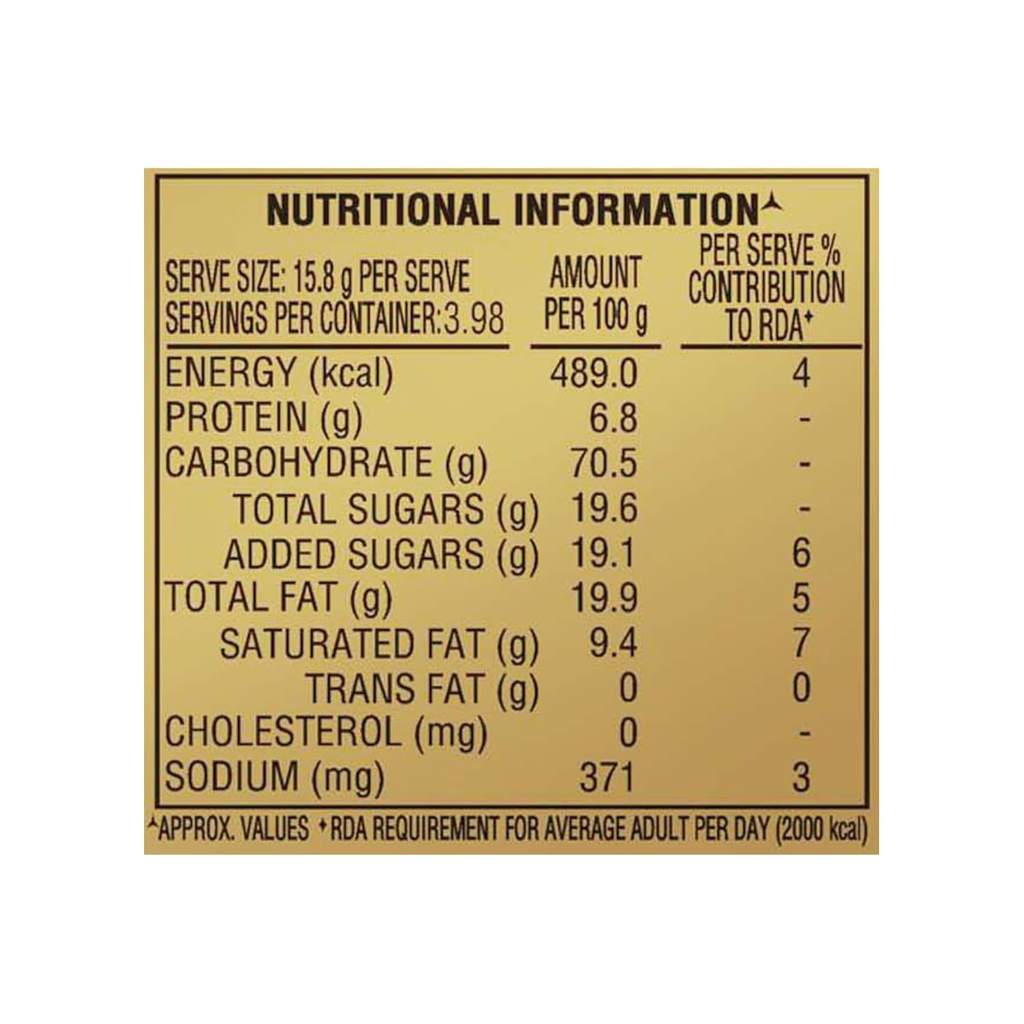 NUTRITIONAL INFORMATION⅄
SERVE SIZE: 15.8 g PER SERVE
SERVINGS PER CONTAINER: 3.98
AMOUNT
PER 100 g
PER SERVE %
CONTRIBUTION
TO RDA✦
ENERGY (kcal) 489.0 4
PROTEIN (g) 6.8 -
CARBOHYDRATE (g) 70.5 -
TOTAL SUGARS (g) 19.6 -
ADDED SUGARS (g) 19.1 6
TOTAL FAT (g) 19.9 5
SATURATED FAT (g) 9.4 7
TRANS FAT (g) 0 0
CHOLESTEROL (mg) 0 -
SODIUM (mg) 371 3
⅄APPROX. VALUES ✦RDA REQUIREMENT FOR AVERAGE ADULT PER DAY (2000 kcal)